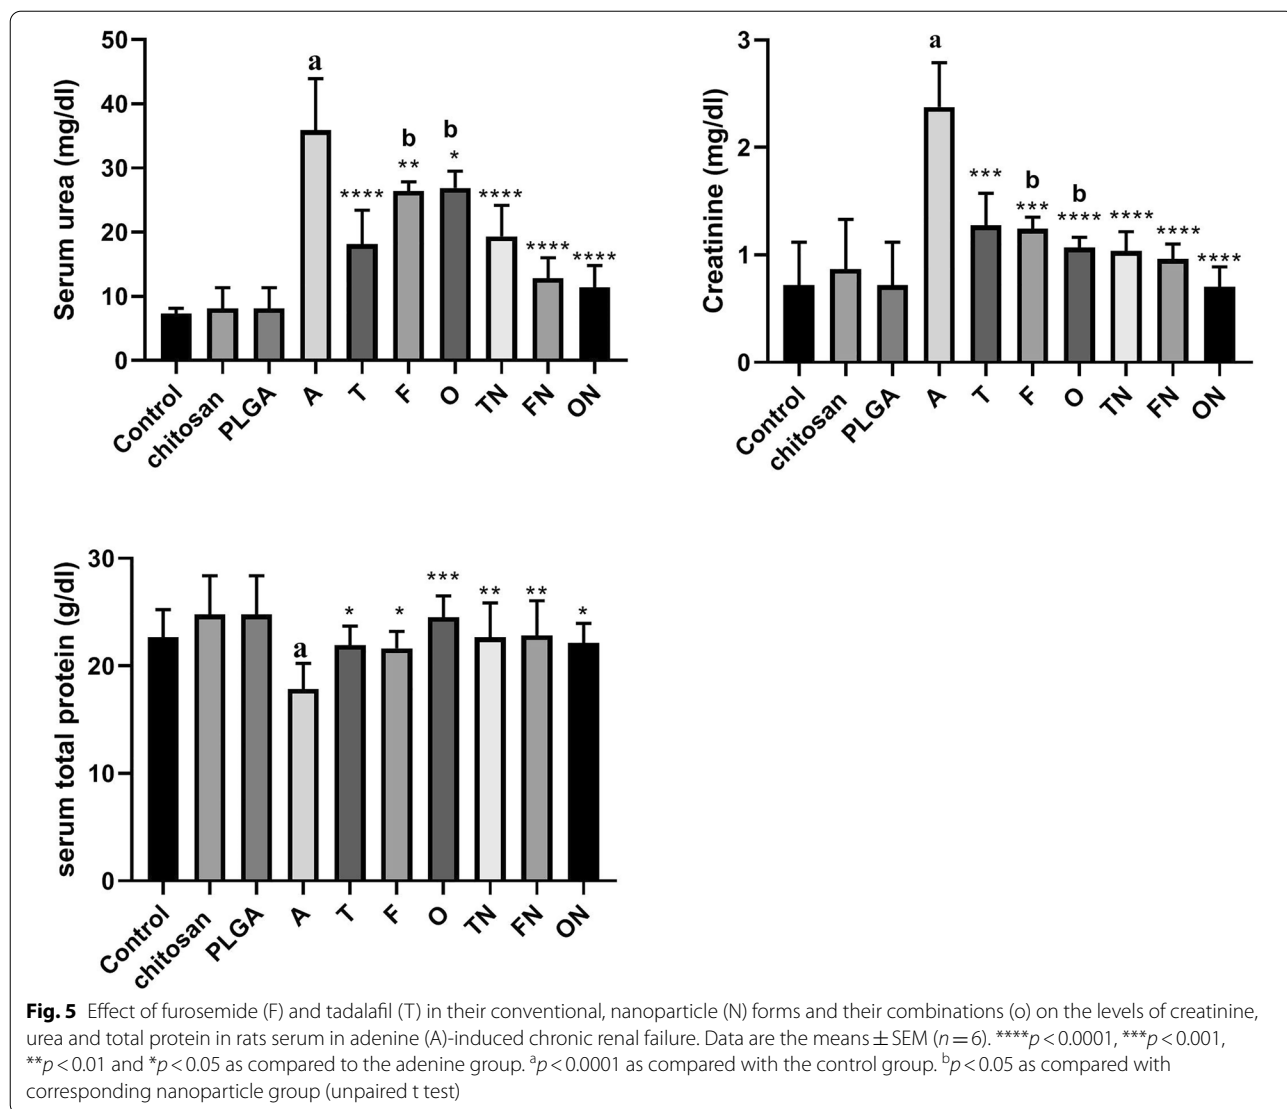 Serum urea (mg/dl)
50
40
30
20
10
0
a
****
b
**
b
*
****
****
****
Control
chitosan
PLGA
A
T
F
O
TN
FN
ON
Creatinine (mg/dl)
3
2
1
0
a
***
b
***
b
****
****
****
****
Control
chitosan
PLGA
A
T
F
O
TN
FN
ON
serum total protein (g/dl)
30
20
10
0
a
*
*
***
**
**
*
Control
chitosan
PLGA
A
T
F
O
TN
FN
ON
Fig. 5 Effect of furosemide (F) and tadalafil (T) in their conventional, nanoparticle (N) forms and their combinations (o) on the levels of creatinine,
urea and total protein in rats serum in adenine (A)-induced chronic renal failure. Data are the means ± SEM (n = 6). ****p < 0.0001, ***p < 0.001,
**p < 0.01 and *p < 0.05 as compared to the adenine group. ᵃp < 0.0001 as compared with the control group. ᵇp < 0.05 as compared with
corresponding nanoparticle group (unpaired t test)